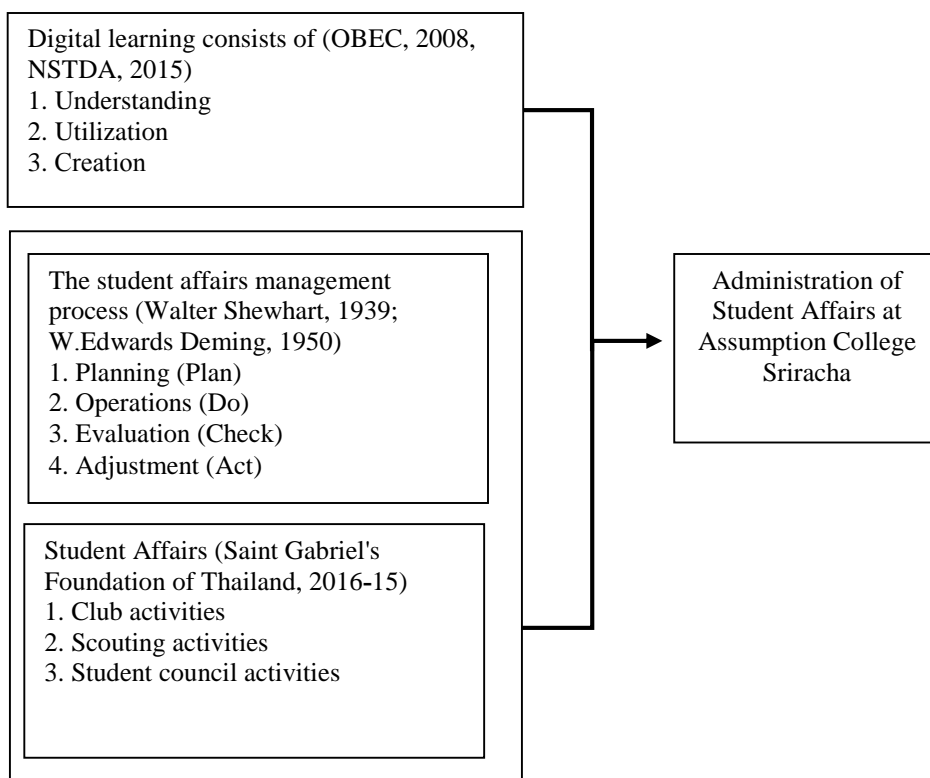 Digital learning consists of (OBEC, 2008,
NSTDA, 2015)
1. Understanding
2. Utilization
3. Creation
The student affairs management
process (Walter Shewhart, 1939;
W.Edwards Deming, 1950)
1. Planning (Plan)
2. Operations (Do)
3. Evaluation (Check)
4. Adjustment (Act)
Student Affairs (Saint Gabriel's
Foundation of Thailand, 2016-15)
1. Club activities
2. Scouting activities
3. Student council activities
Administration of
Student Affairs at
Assumption College
Sriracha